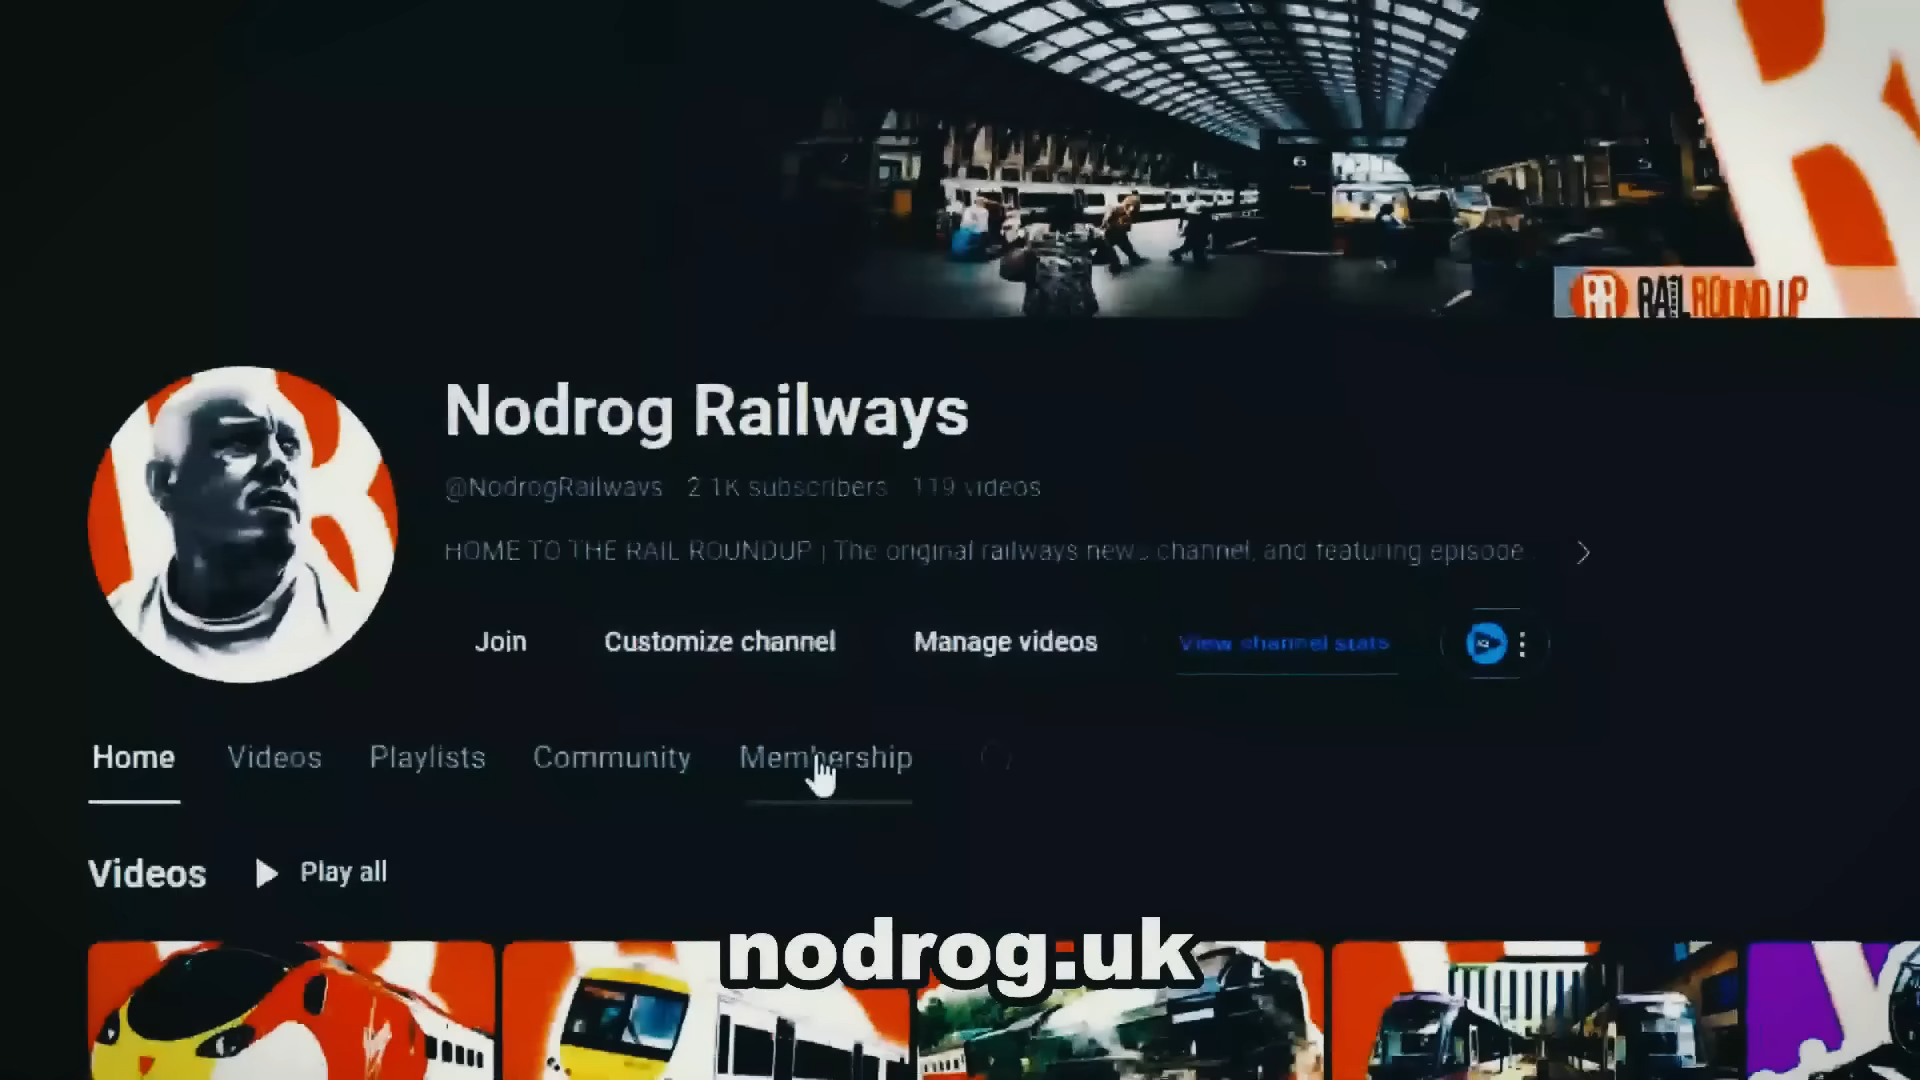 6
RAIL ROUND UP
Nodrog Railways
@NodrogRailways 2.1K subscribers 119 videos
HOME TO THE RAIL ROUNDUP | The original railways news channel, and featuring episode
Join Customize channel Manage videos View channel stats
Home Videos Playlists Community Membership
Videos Play all
nodrog:uk